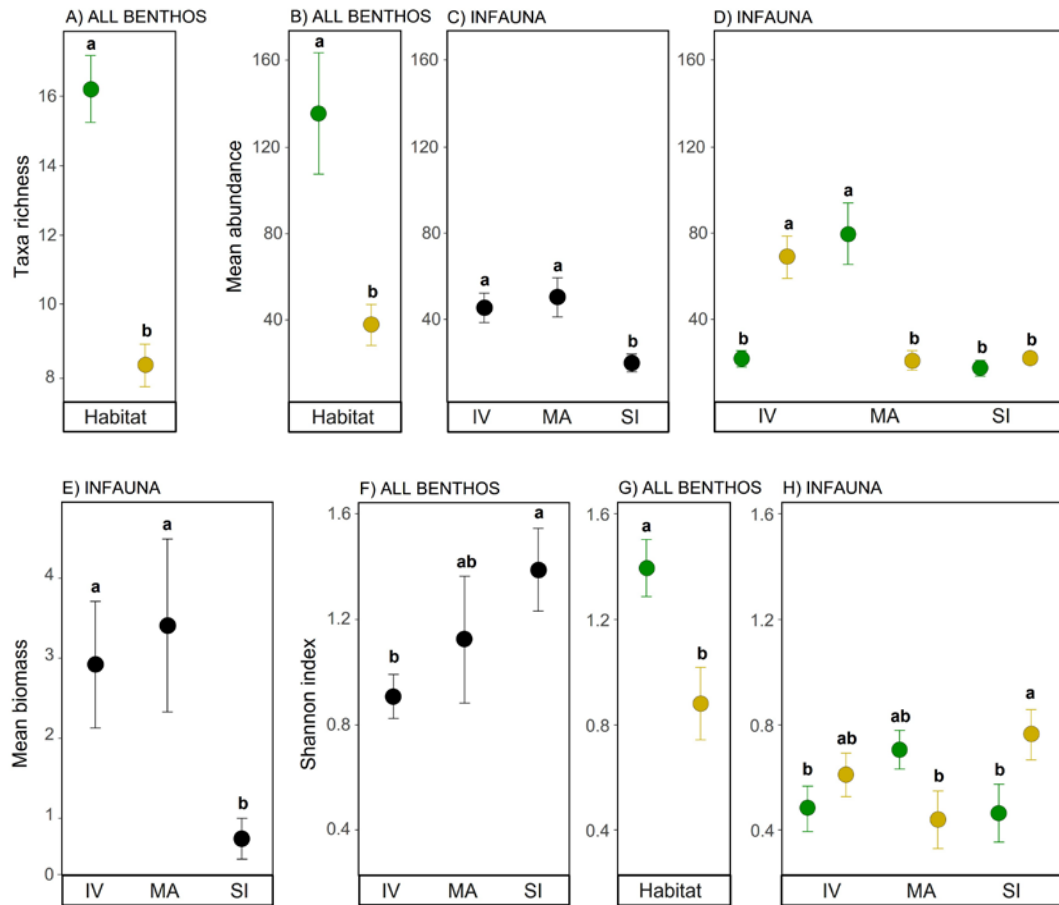 A) ALL BENTHOS
B) ALL BENTHOS
C) INFAUNA
D) INFAUNA
Taxa richness
16
14
12
10
8
a
b
Habitat
Mean abundance
160
120
80
40
a
b
Habitat
160
120
80
40
a
a
b
IV MA SI
160
120
80
40
b
a
a
b
b
b
IV MA SI
E) INFAUNA
F) ALL BENTHOS
G) ALL BENTHOS
H) INFAUNA
Mean biomass
4
3
2
1
0
a
a
b
IV MA SI
Shannon index
1.6
1.2
0.8
0.4
b
ab
a
IV MA SI
1.6
1.2
0.8
0.4
a
b
Habitat
1.6
1.2
0.8
0.4
b
ab
ab
b
b
a
IV MA SI